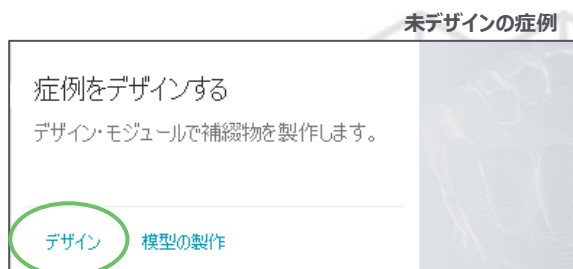 未デザインの症例
症例をデザインする
デザイン・モジュールで補綴物を製作します。
デザイン 模型の製作